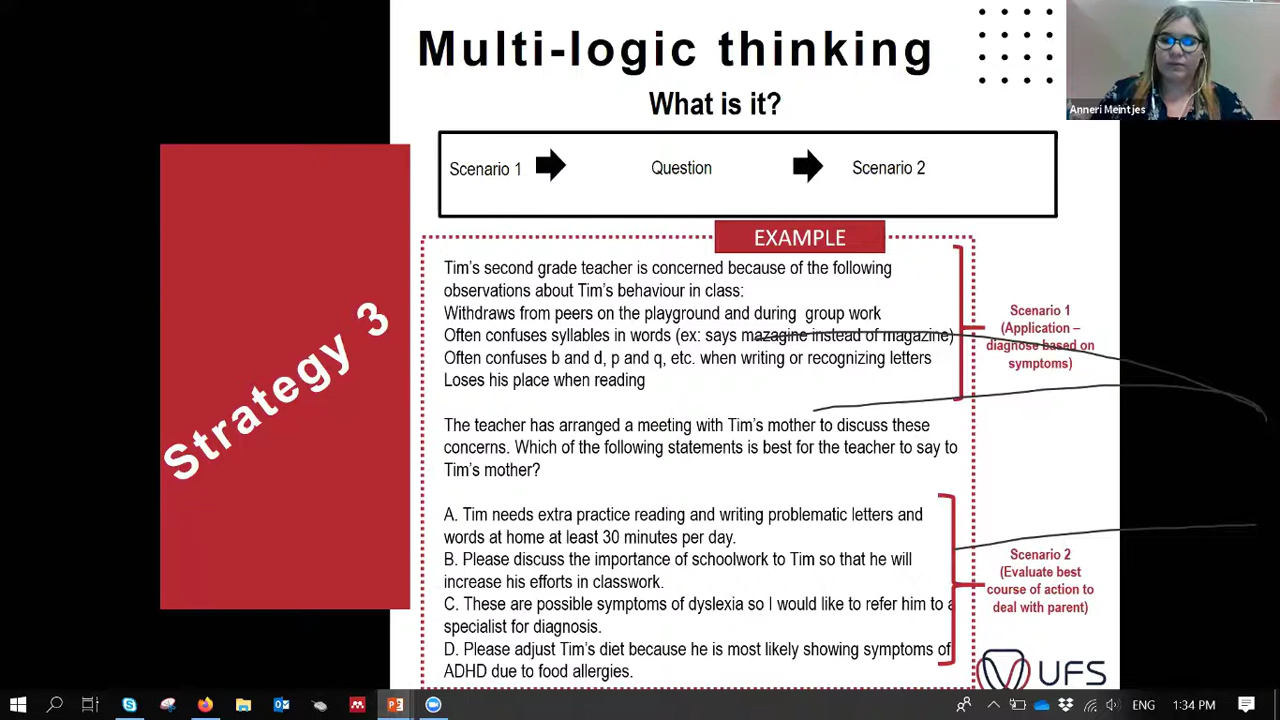 Multi-logic thinking
What is it?
Anneri Meintjes
Scenario 1
Question
Scenario 2
EXAMPLE
Strategy 3
Tim's second grade teacher is concerned because of the following
observations about Tim's behaviour in class:
Withdraws from peers on the playground and during group work
Often confuses syllables in words (ex: says mazagine instead of magazine)
Often confuses b and d, p and q, etc. when writing or recognizing letters
Loses his place when reading
Scenario 1
(Application –
diagnose based on
symptoms)
The teacher has arranged a meeting with Tim's mother to discuss these
concerns. Which of the following statements is best for the teacher to say to
Tim's mother?
A. Tim needs extra practice reading and writing problematic letters and
words at home at least 30 minutes per day.
B. Please discuss the importance of schoolwork to Tim so that he will
increase his efforts in classwork.
C. These are possible symptoms of dyslexia so I would like to refer him to a
specialist for diagnosis.
D. Please adjust Tim's diet because he is most likely showing symptoms of
ADHD due to food allergies.
Scenario 2
(Evaluate best
course of action to
deal with parent)
UFS
ENG
1:34 PM